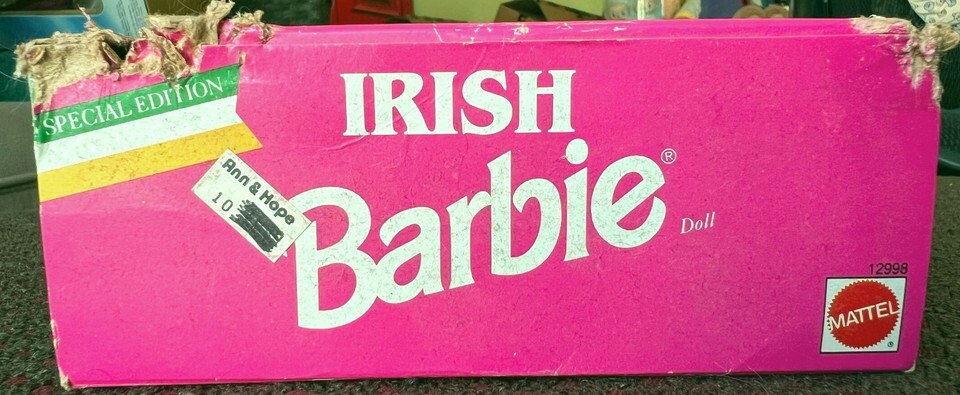 SPECIAL EDITION
IRISH
Barbie®
Doll
Ann & Hope
10
12998
MATTEL
®